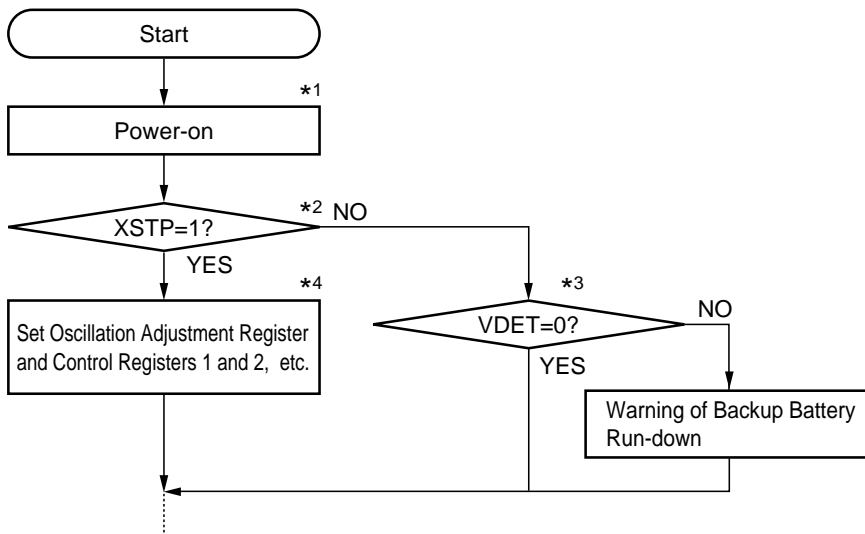 Start
*1
Power-on
*2
XSTP=1?
NO
YES
*4
Set Oscillation Adjustment Register
and Control Registers 1 and 2, etc.
*3
VDET=0?
NO
YES
Warning of Backup Battery
Run-down